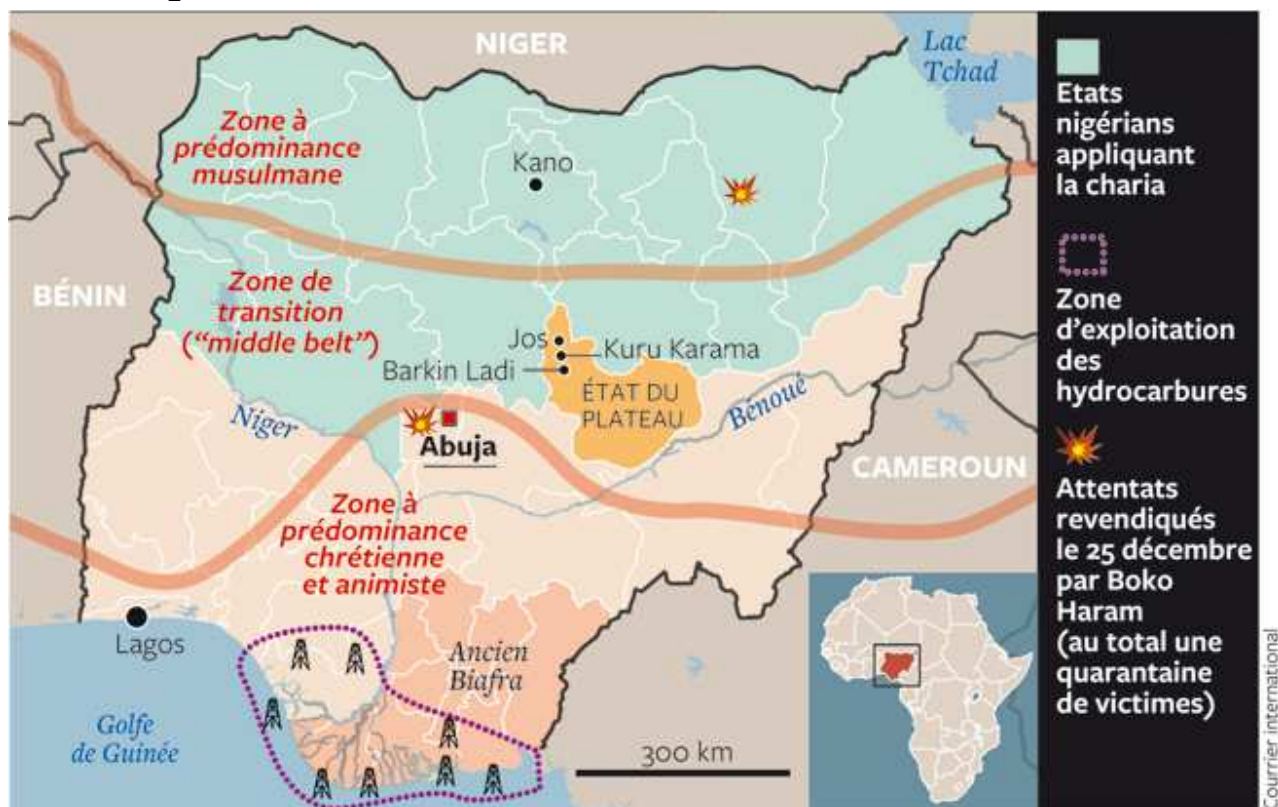 NIGER
Lac
Tchad
Zone à
prédominance
musulmane
Kano
BÉNIN
Zone de
transition
(“middle belt”)
Jos
Kuru Karama
Barkin Ladi
ÉTAT DU
PLATEAU
Niger
Bénoué
Abuja
CAMEROUN
Zone à
prédominance
chrétienne
et animiste
Lagos
Ancien
Biafra
Golfe
de Guinée
300 km
Etats
nigérians
appliquant
la charia
Zone
d’exploitation
des
hydrocarbures
Attentats
revendiqués
le 25 décembre
par Boko
Haram
(au total une
quarantaine
de victimes)
Courrier international